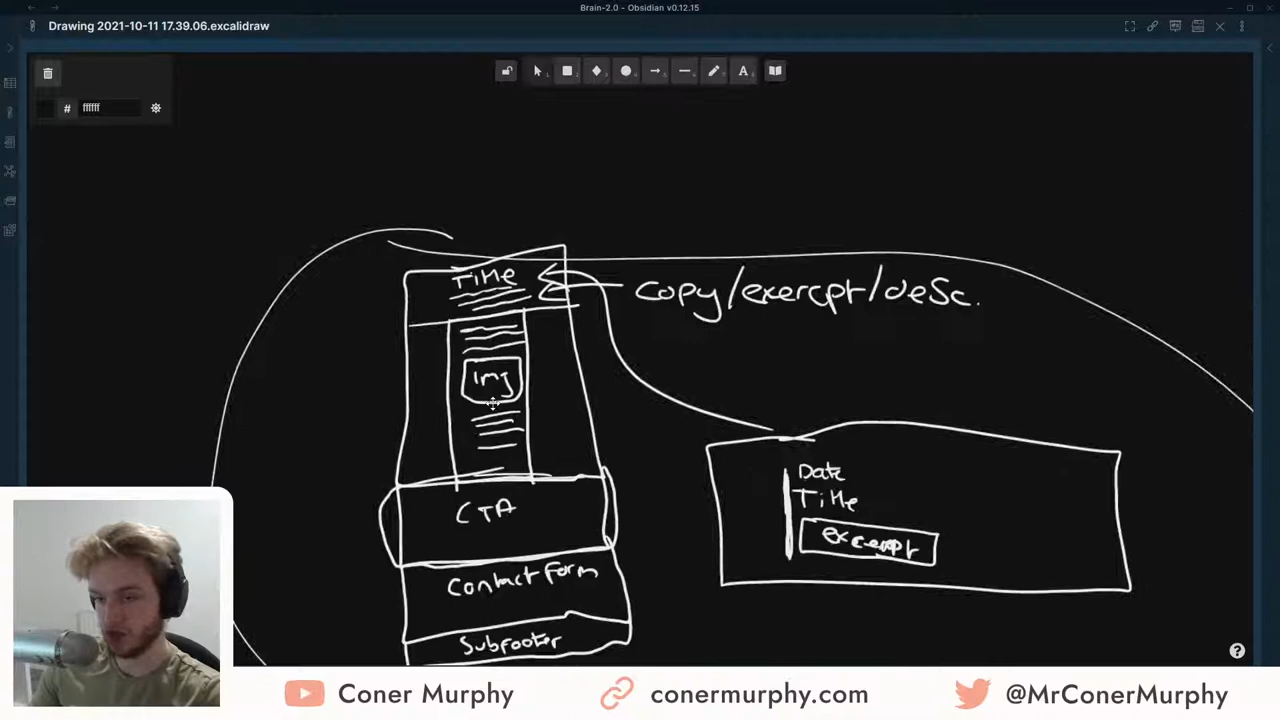 Brain-2.0 - Obsidian v0.12.15
Drawing 2021-10-11 17.39.06.excalidraw
# ffffff
A
Title
copy/exercpt/desc.
Img
CTA
Contact Form
Subfooter
Date
Title
excerpt
?
Coner Murphy
conermurphy.com
@MrConerMurphy